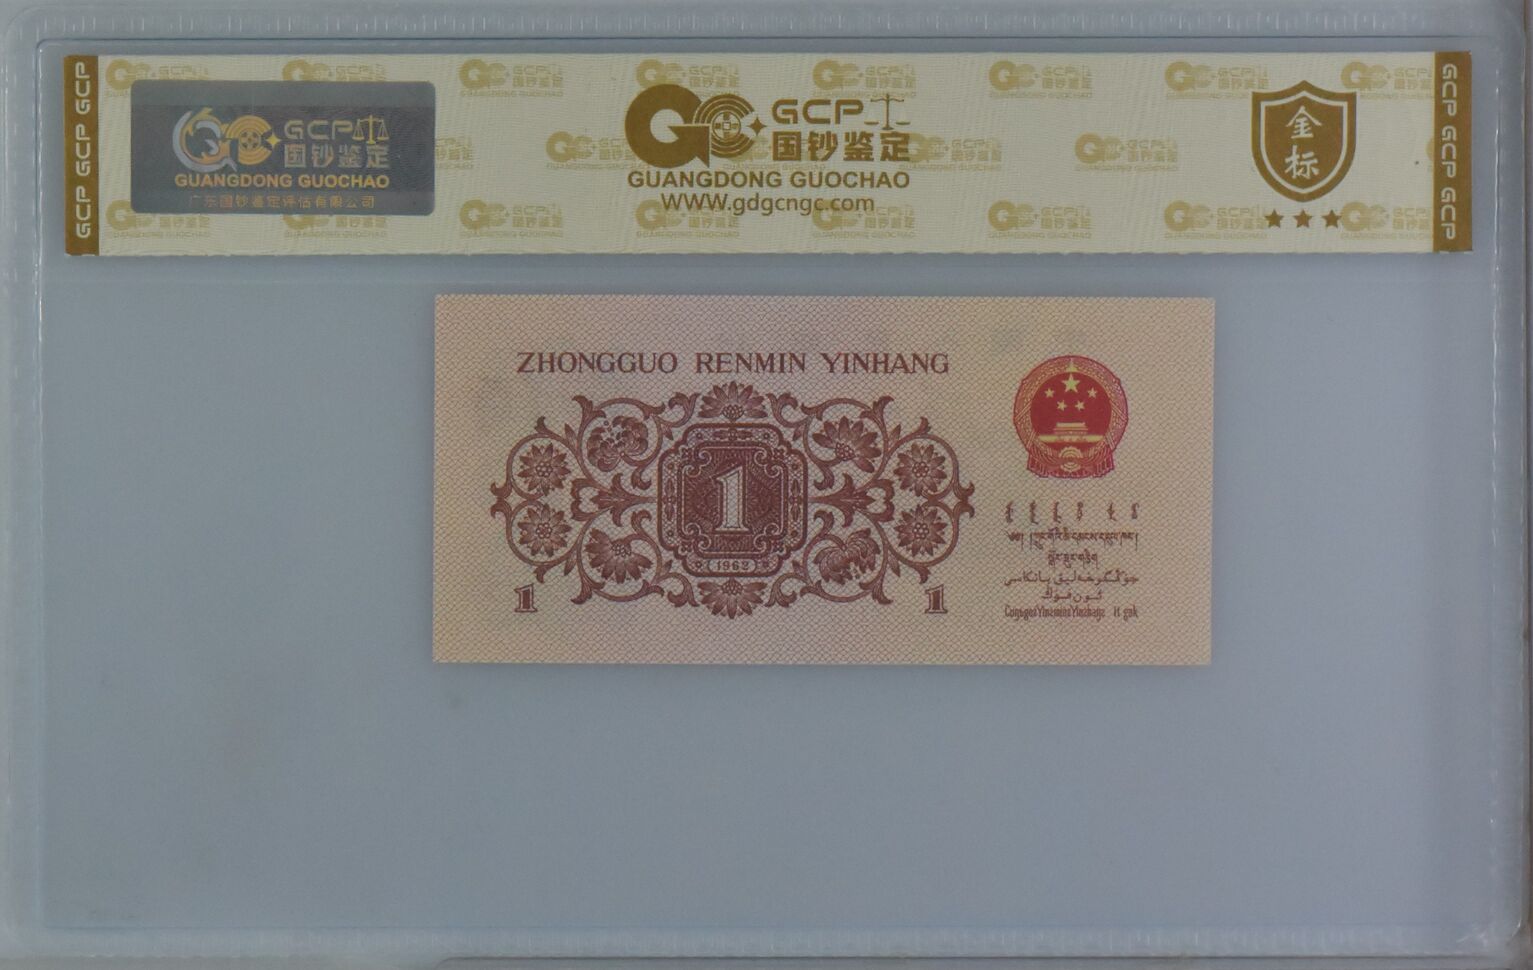 GCP GCP GCP
GCP
国钞鉴定
GUANGDONG GUOCHAO
广东国钞鉴定评估有限公司
GCP
国钞鉴定
GUANGDONG GUOCHAO
WWW.gdgcngc.com
金
标
GCP GCP GCP
ZHONGGUO RENMIN YINHANG
1
(1962)
1
1